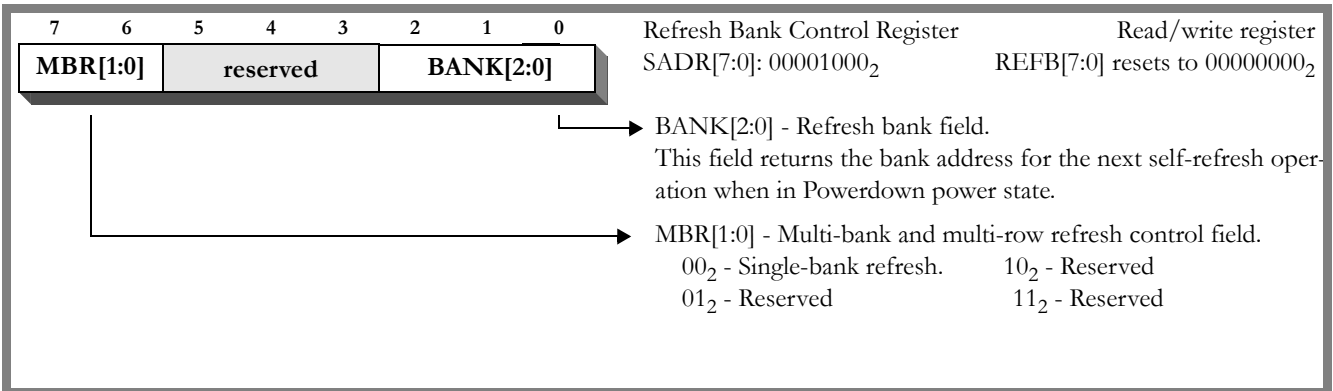 7 6 5 4 3 2 1 0
MBR[1:0] reserved BANK[2:0]
Refresh Bank Control Register Read/write register
SADR[7:0]: 00001000₂ REFB[7:0] resets to 00000000₂
BANK[2:0] - Refresh bank field.
This field returns the bank address for the next self-refresh oper-
ation when in Powerdown power state.
MBR[1:0] - Multi-bank and multi-row refresh control field.
00₂ - Single-bank refresh. 10₂ - Reserved
01₂ - Reserved 11₂ - Reserved